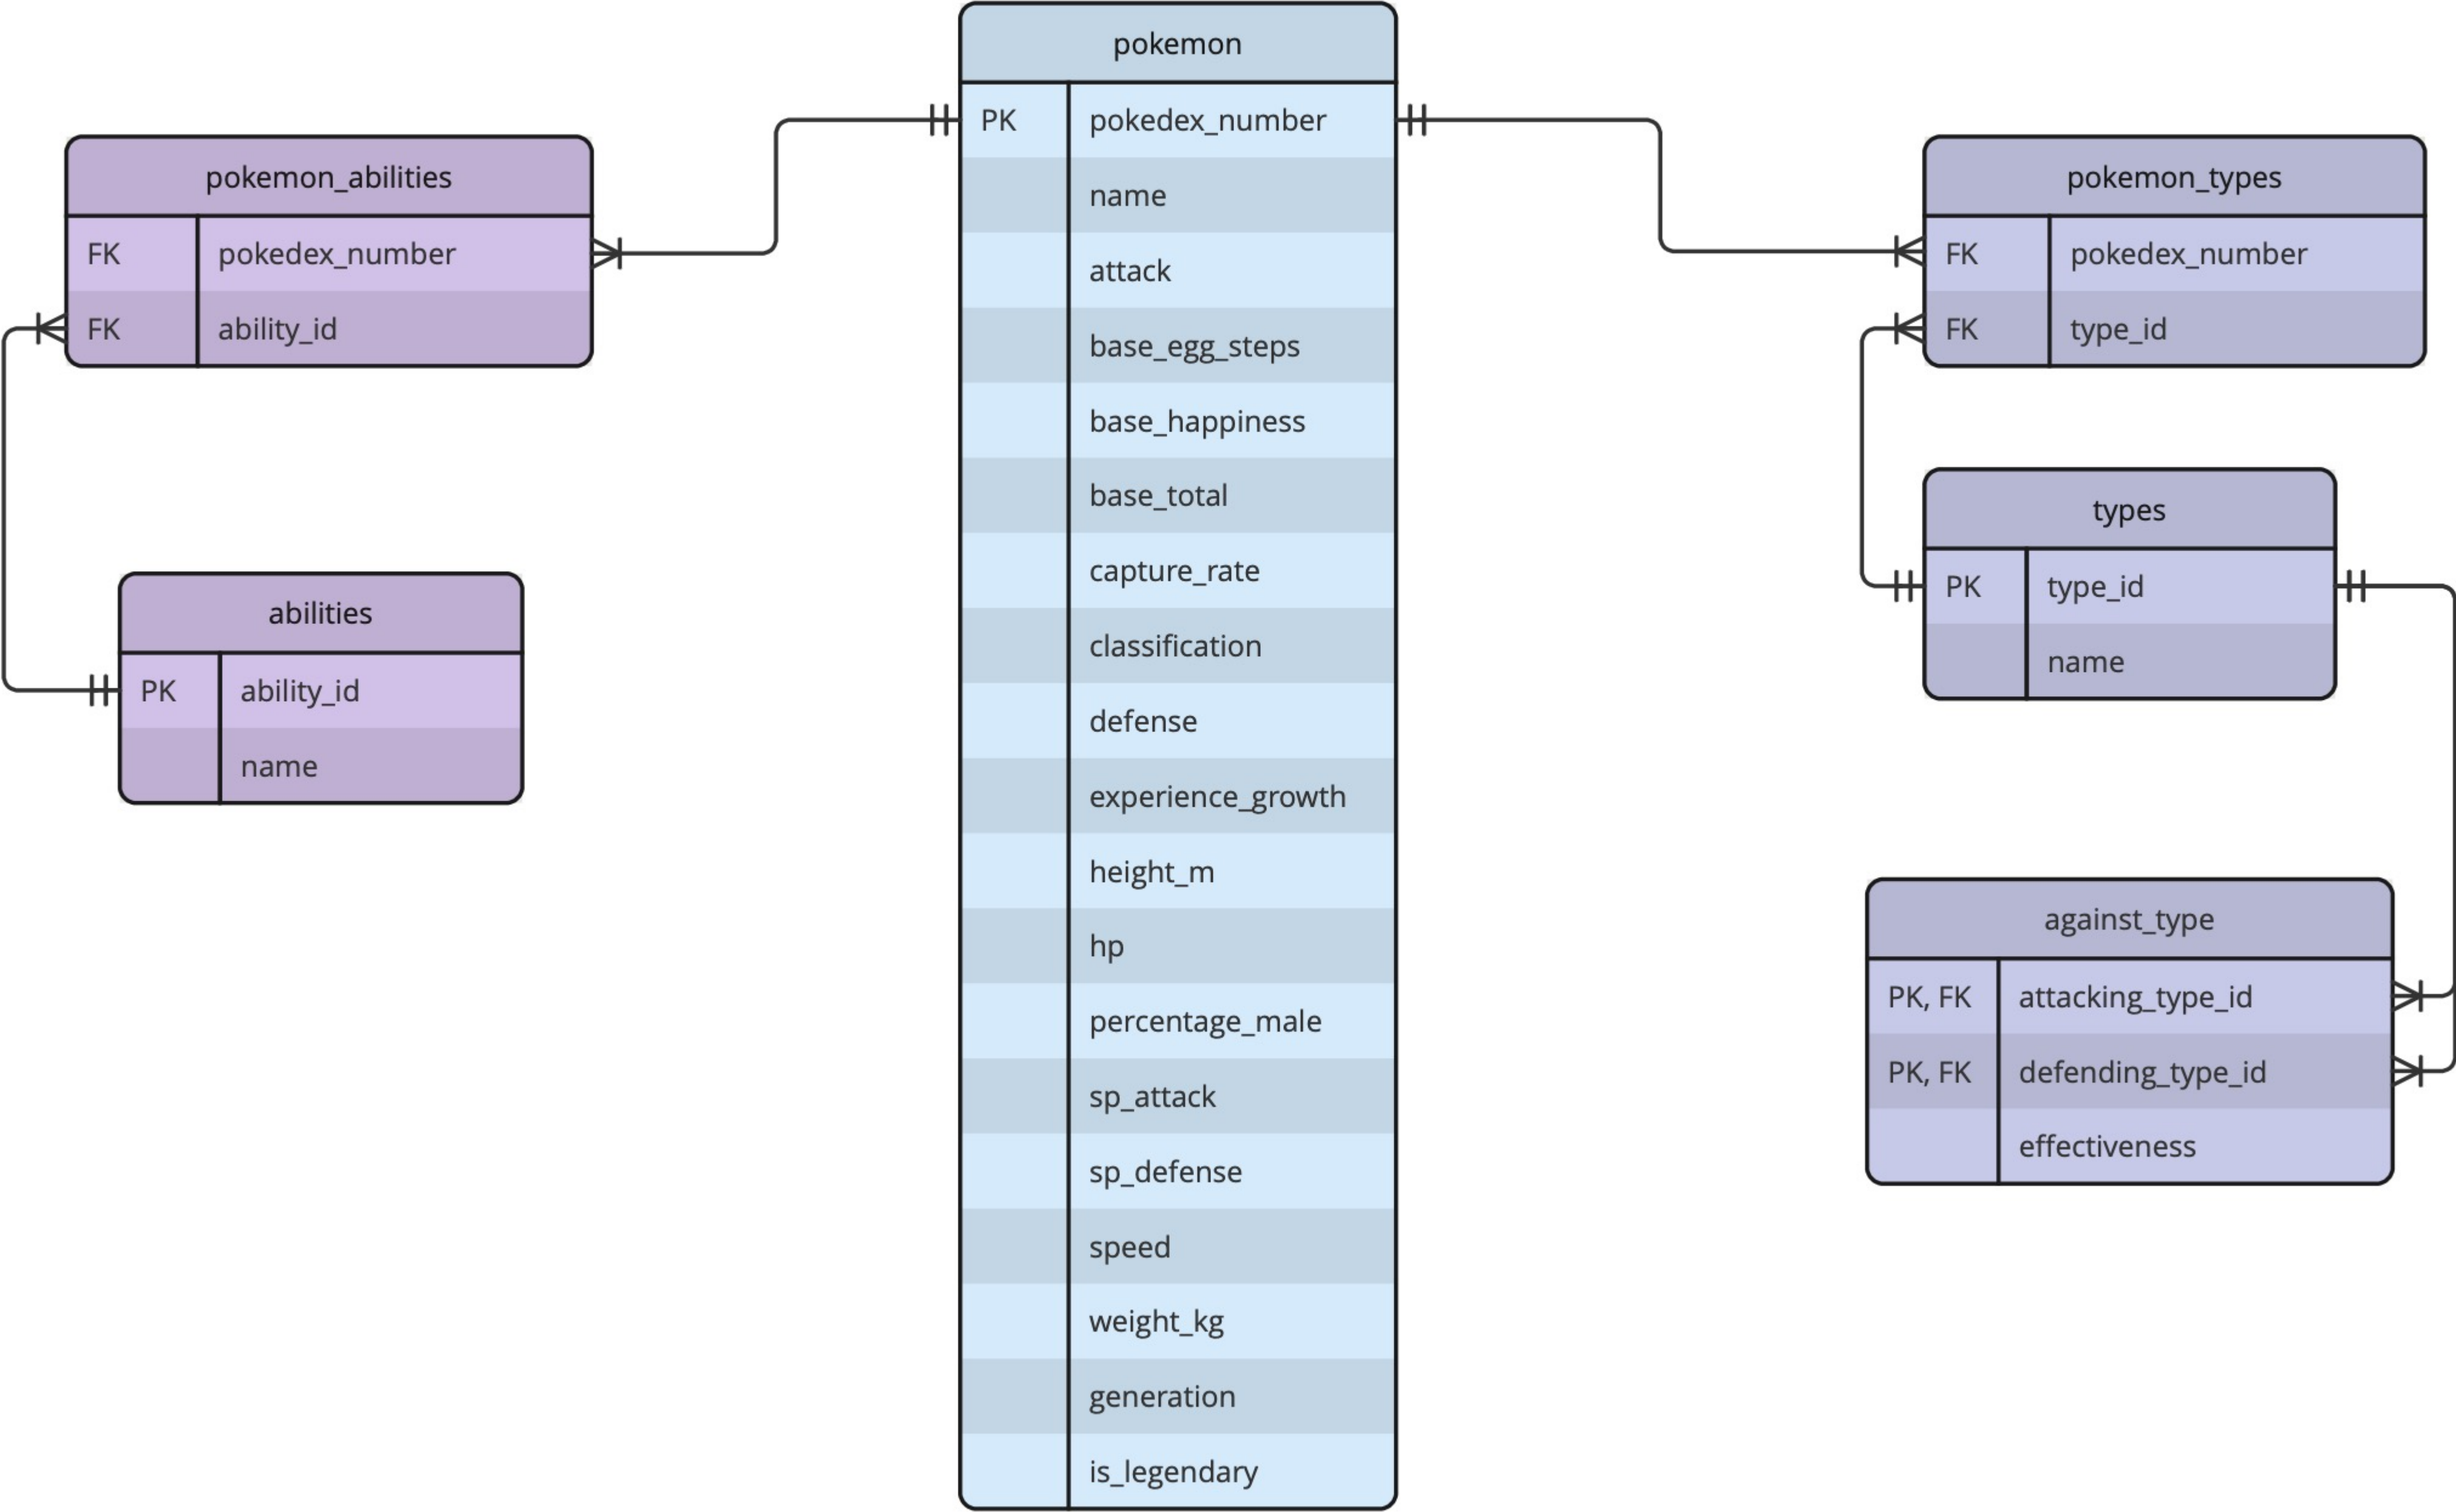 pokemon
PK pokedex_number
name
attack
base_egg_steps
base_happiness
base_total
capture_rate
classification
defense
experience_growth
height_m
hp
percentage_male
sp_attack
sp_defense
speed
weight_kg
generation
is_legendary
pokemon_abilities
FK pokedex_number
FK ability_id
abilities
PK ability_id
name
pokemon_types
FK pokedex_number
FK type_id
types
PK type_id
name
against_type
PK, FK attacking_type_id
PK, FK defending_type_id
effectiveness